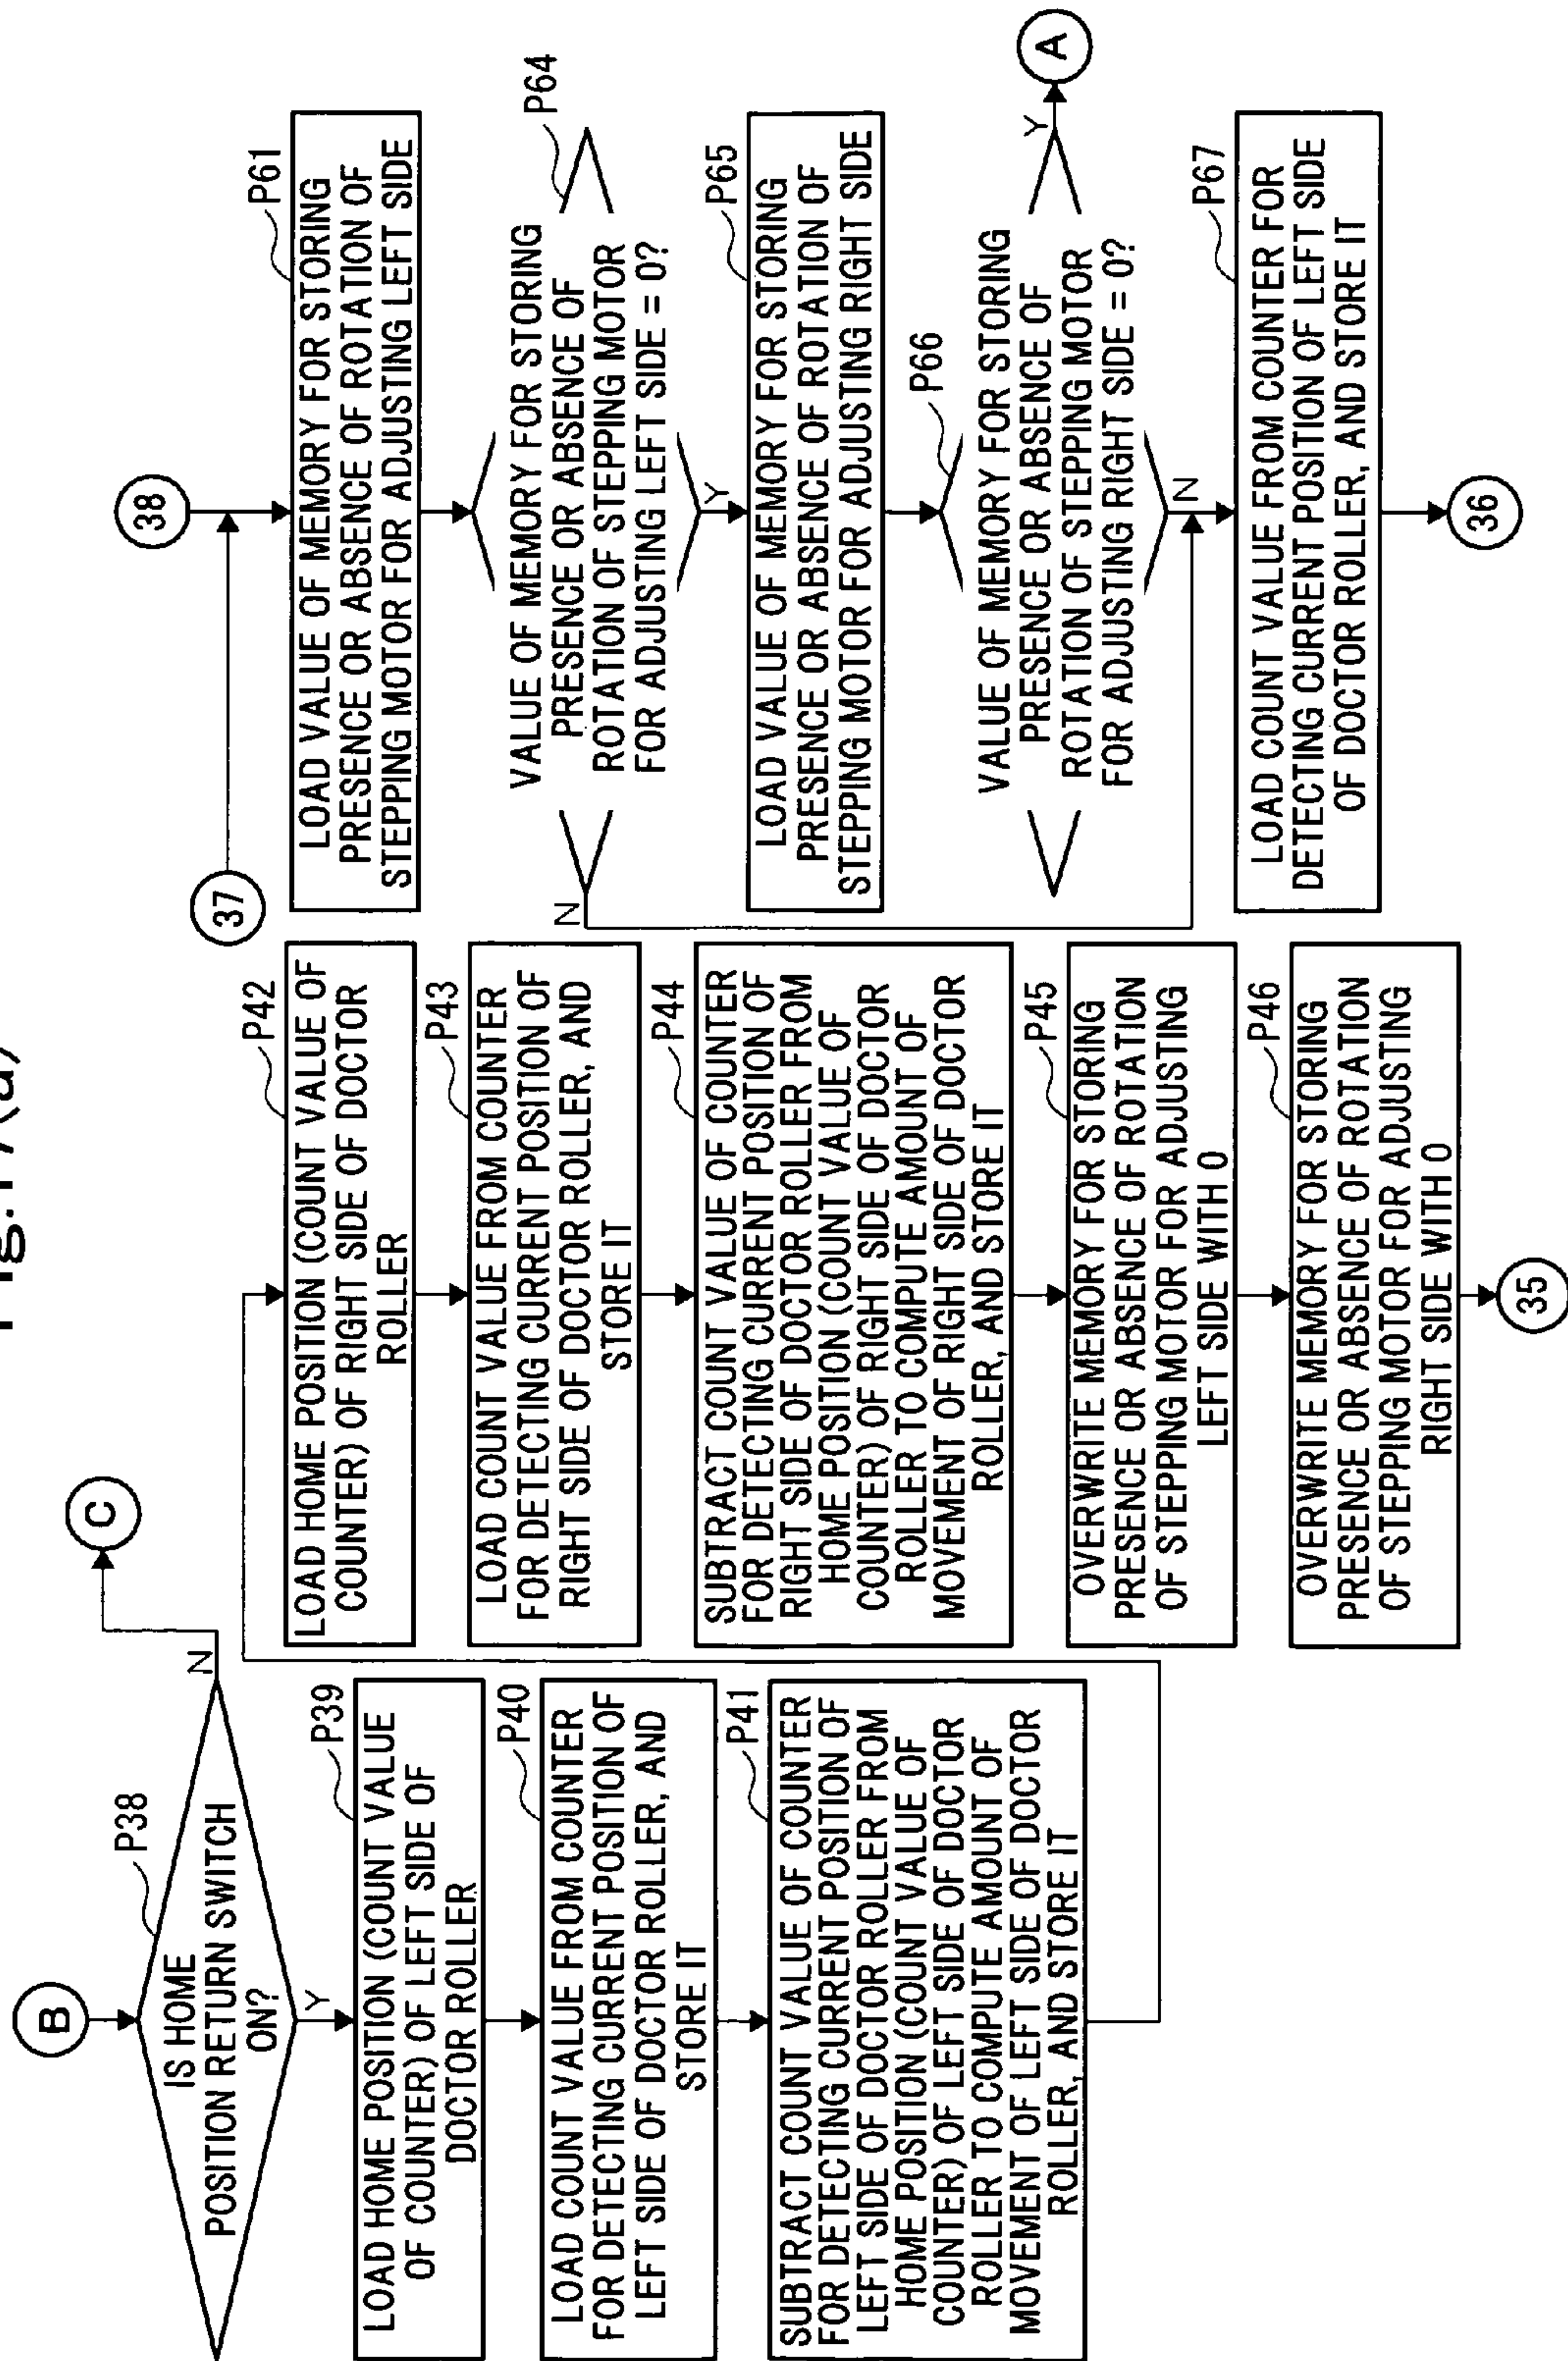 Fig.17(a)
B
P38
IS HOME
POSITION RETURN SWITCH
ON?
N
C
Y
P39
LOAD HOME POSITION (COUNT VALUE
OF COUNTER) OF LEFT SIDE OF
DOCTOR ROLLER
P40
LOAD COUNT VALUE FROM COUNTER
FOR DETECTING CURRENT POSITION OF
LEFT SIDE OF DOCTOR ROLLER, AND
STORE IT
P41
SUBTRACT COUNT VALUE OF COUNTER
FOR DETECTING CURRENT POSITION OF
LEFT SIDE OF DOCTOR ROLLER FROM
HOME POSITION (COUNT VALUE OF
COUNTER) OF LEFT SIDE OF DOCTOR
ROLLER TO COMPUTE AMOUNT OF
MOVEMENT OF LEFT SIDE OF DOCTOR
ROLLER, AND STORE IT
P42
LOAD HOME POSITION (COUNT VALUE OF
COUNTER) OF RIGHT SIDE OF DOCTOR
ROLLER
P43
LOAD COUNT VALUE FROM COUNTER
FOR DETECTING CURRENT POSITION OF
RIGHT SIDE OF DOCTOR ROLLER, AND
STORE IT
P44
SUBTRACT COUNT VALUE OF COUNTER
FOR DETECTING CURRENT POSITION OF
RIGHT SIDE OF DOCTOR ROLLER FROM
HOME POSITION (COUNT VALUE OF
COUNTER) OF RIGHT SIDE OF DOCTOR
ROLLER TO COMPUTE AMOUNT OF
MOVEMENT OF RIGHT SIDE OF DOCTOR
ROLLER, AND STORE IT
P45
OVERWRITE MEMORY FOR STORING
PRESENCE OR ABSENCE OF ROTATION
OF STEPPING MOTOR FOR ADJUSTING
LEFT SIDE WITH 0
P46
OVERWRITE MEMORY FOR STORING
PRESENCE OR ABSENCE OF ROTATION
OF STEPPING MOTOR FOR ADJUSTING
RIGHT SIDE WITH 0
35
38
37
P61
LOAD VALUE OF MEMORY FOR STORING
PRESENCE OR ABSENCE OF ROTATION OF
STEPPING MOTOR FOR ADJUSTING LEFT SIDE
P64
VALUE OF MEMORY FOR STORING
PRESENCE OR ABSENCE OF
ROTATION OF STEPPING MOTOR
FOR ADJUSTING LEFT SIDE = 0?
N
Y
P65
LOAD VALUE OF MEMORY FOR STORING
PRESENCE OR ABSENCE OF ROTATION OF
STEPPING MOTOR FOR ADJUSTING RIGHT SIDE
P66
VALUE OF MEMORY FOR STORING
PRESENCE OR ABSENCE OF
ROTATION OF STEPPING MOTOR
FOR ADJUSTING RIGHT SIDE = 0?
Y
A
N
P67
LOAD COUNT VALUE FROM COUNTER FOR
DETECTING CURRENT POSITION OF LEFT SIDE
OF DOCTOR ROLLER, AND STORE IT
36